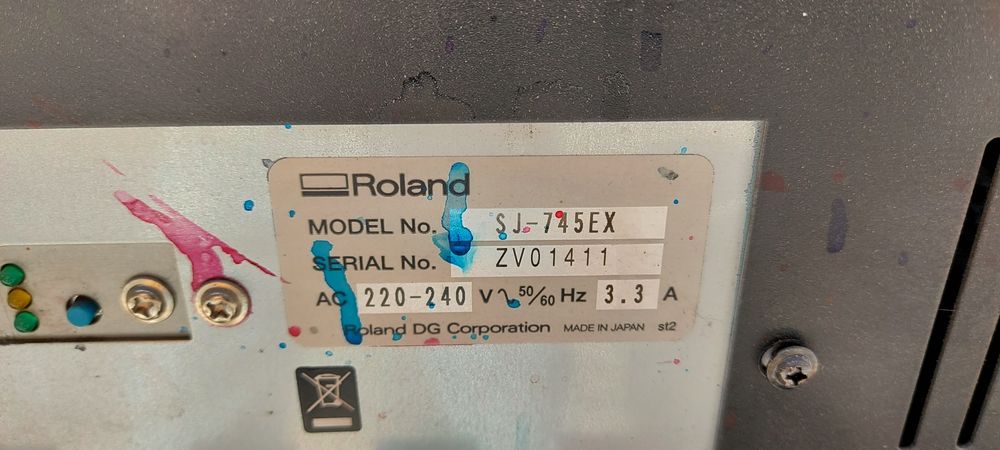 Roland
MODEL No. SJ-745EX
SERIAL No. ZV01411
AC 220-240 V ∿ 50/60 Hz 3.3 A
Roland DG Corporation MADE IN JAPAN st2